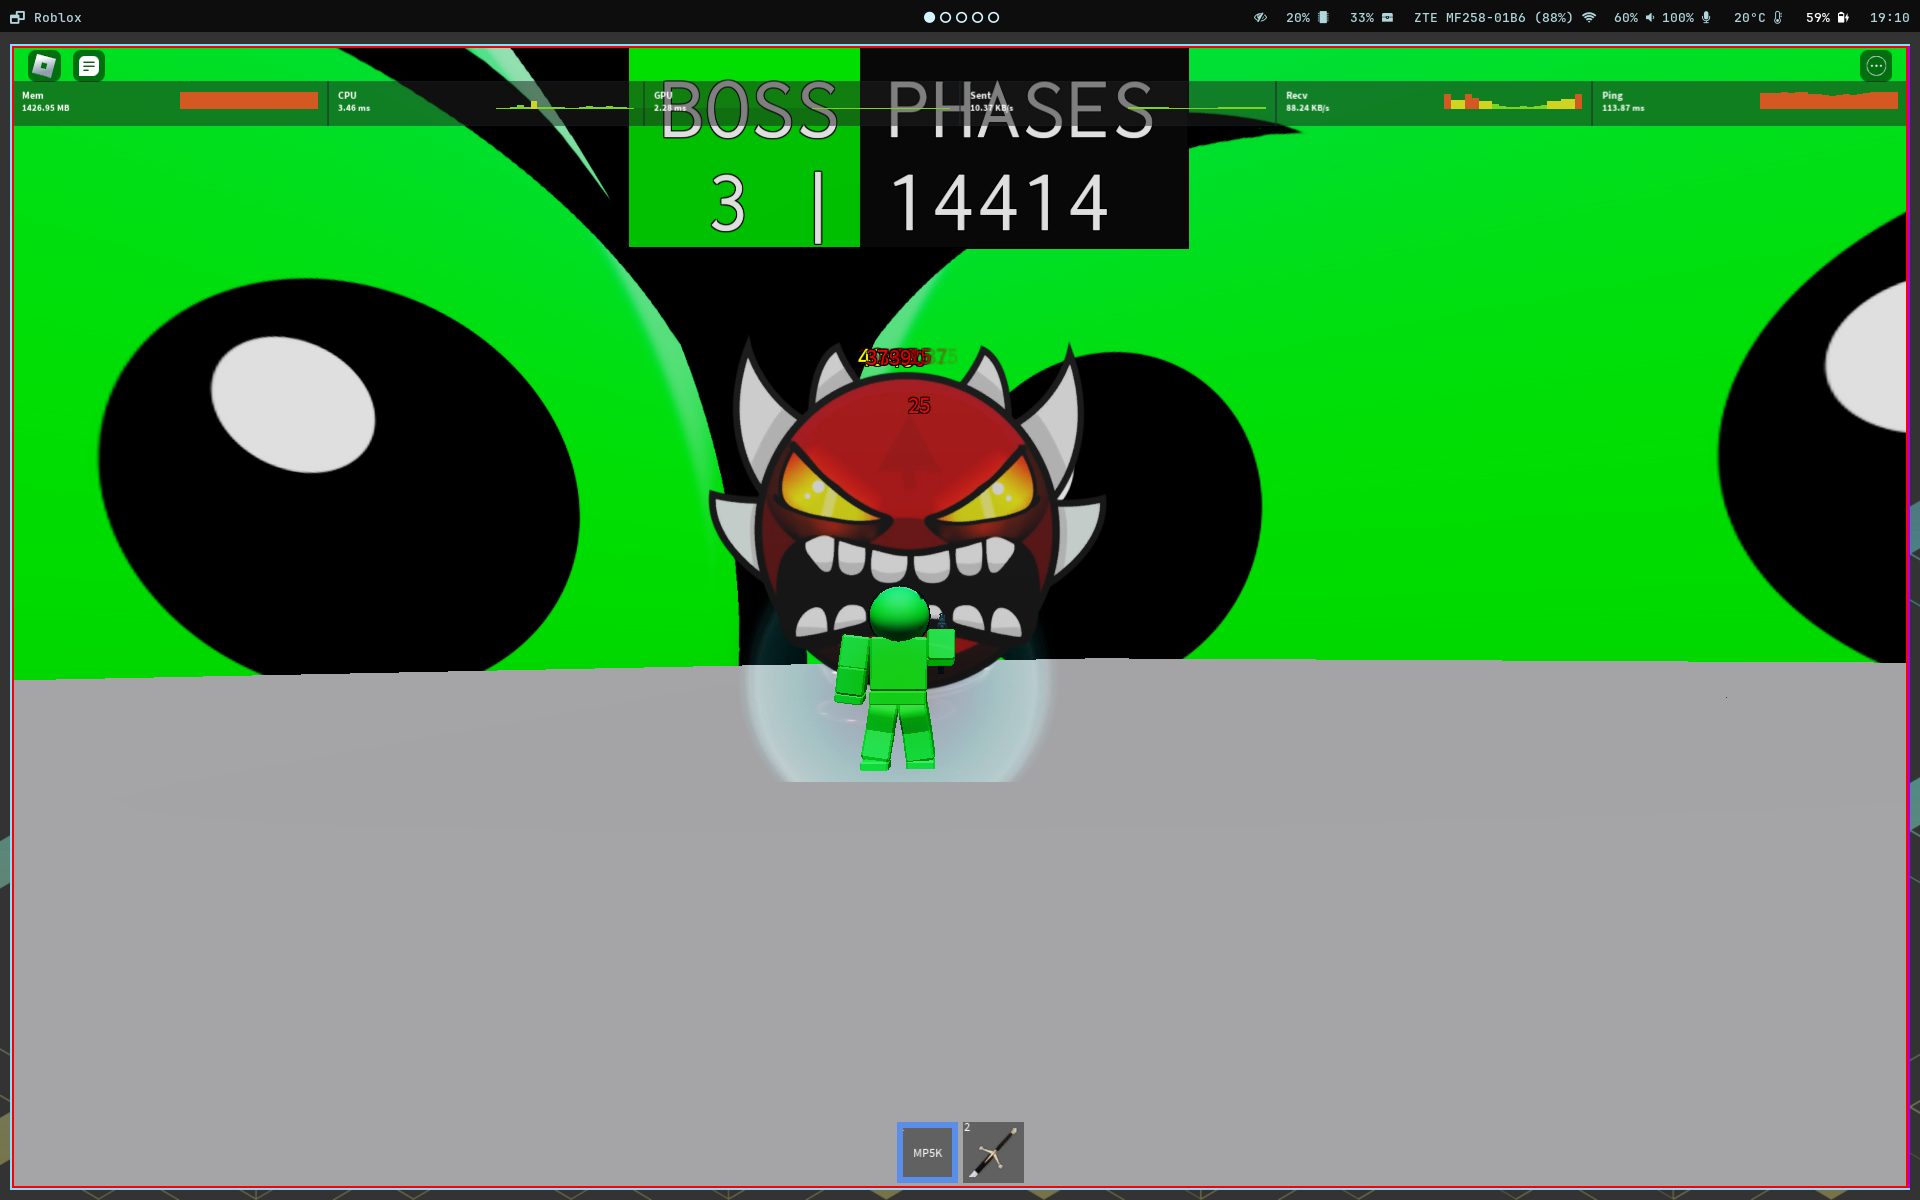 Roblox
20%
33%
ZTE MF258-01B6 (88%)
60%
100%
20°C
59%
19:10
Mem
1426.95 MB
CPU
3.46 ms
GPU
2.28 ms
Sent
10.37 KB/s
Recv
88.24 KB/s
Ping
113.87 ms
BOSS PHASES
3 | 14414
25
MP5K
2